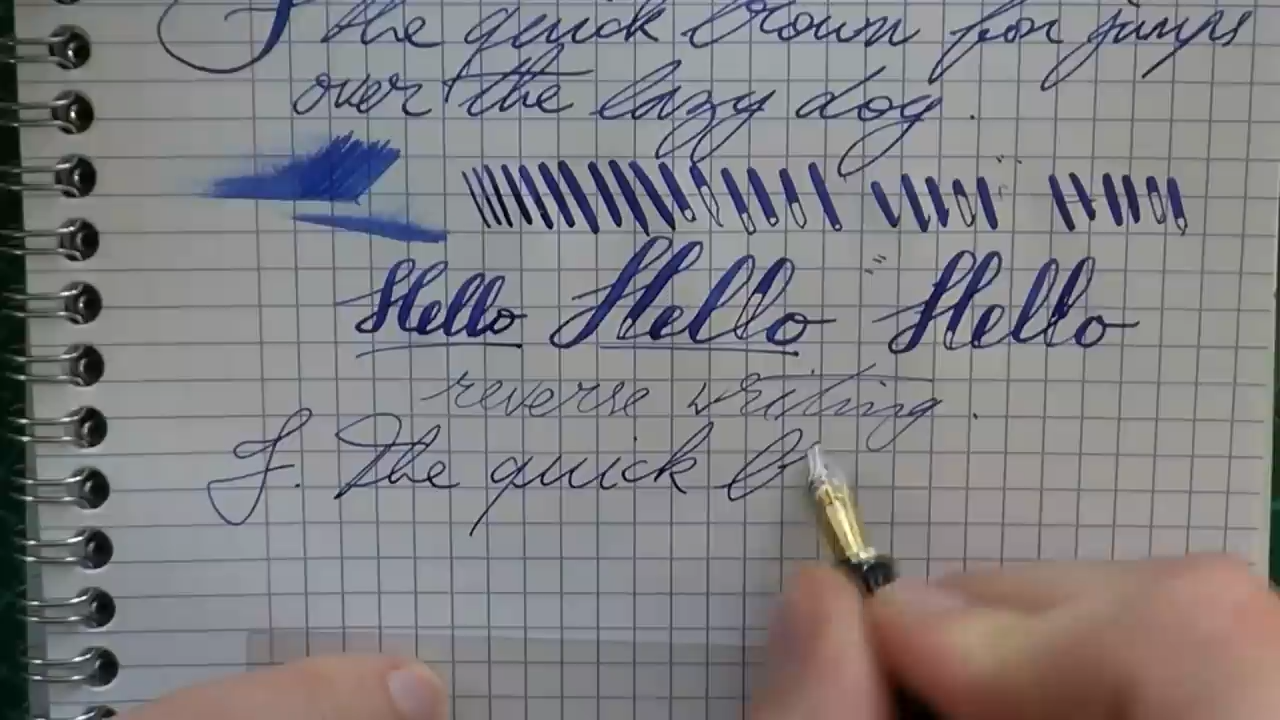 F the quick brown fox jumps
over the lazy dog.
Hello Hello Hello
reverse writing.
F. The quick b